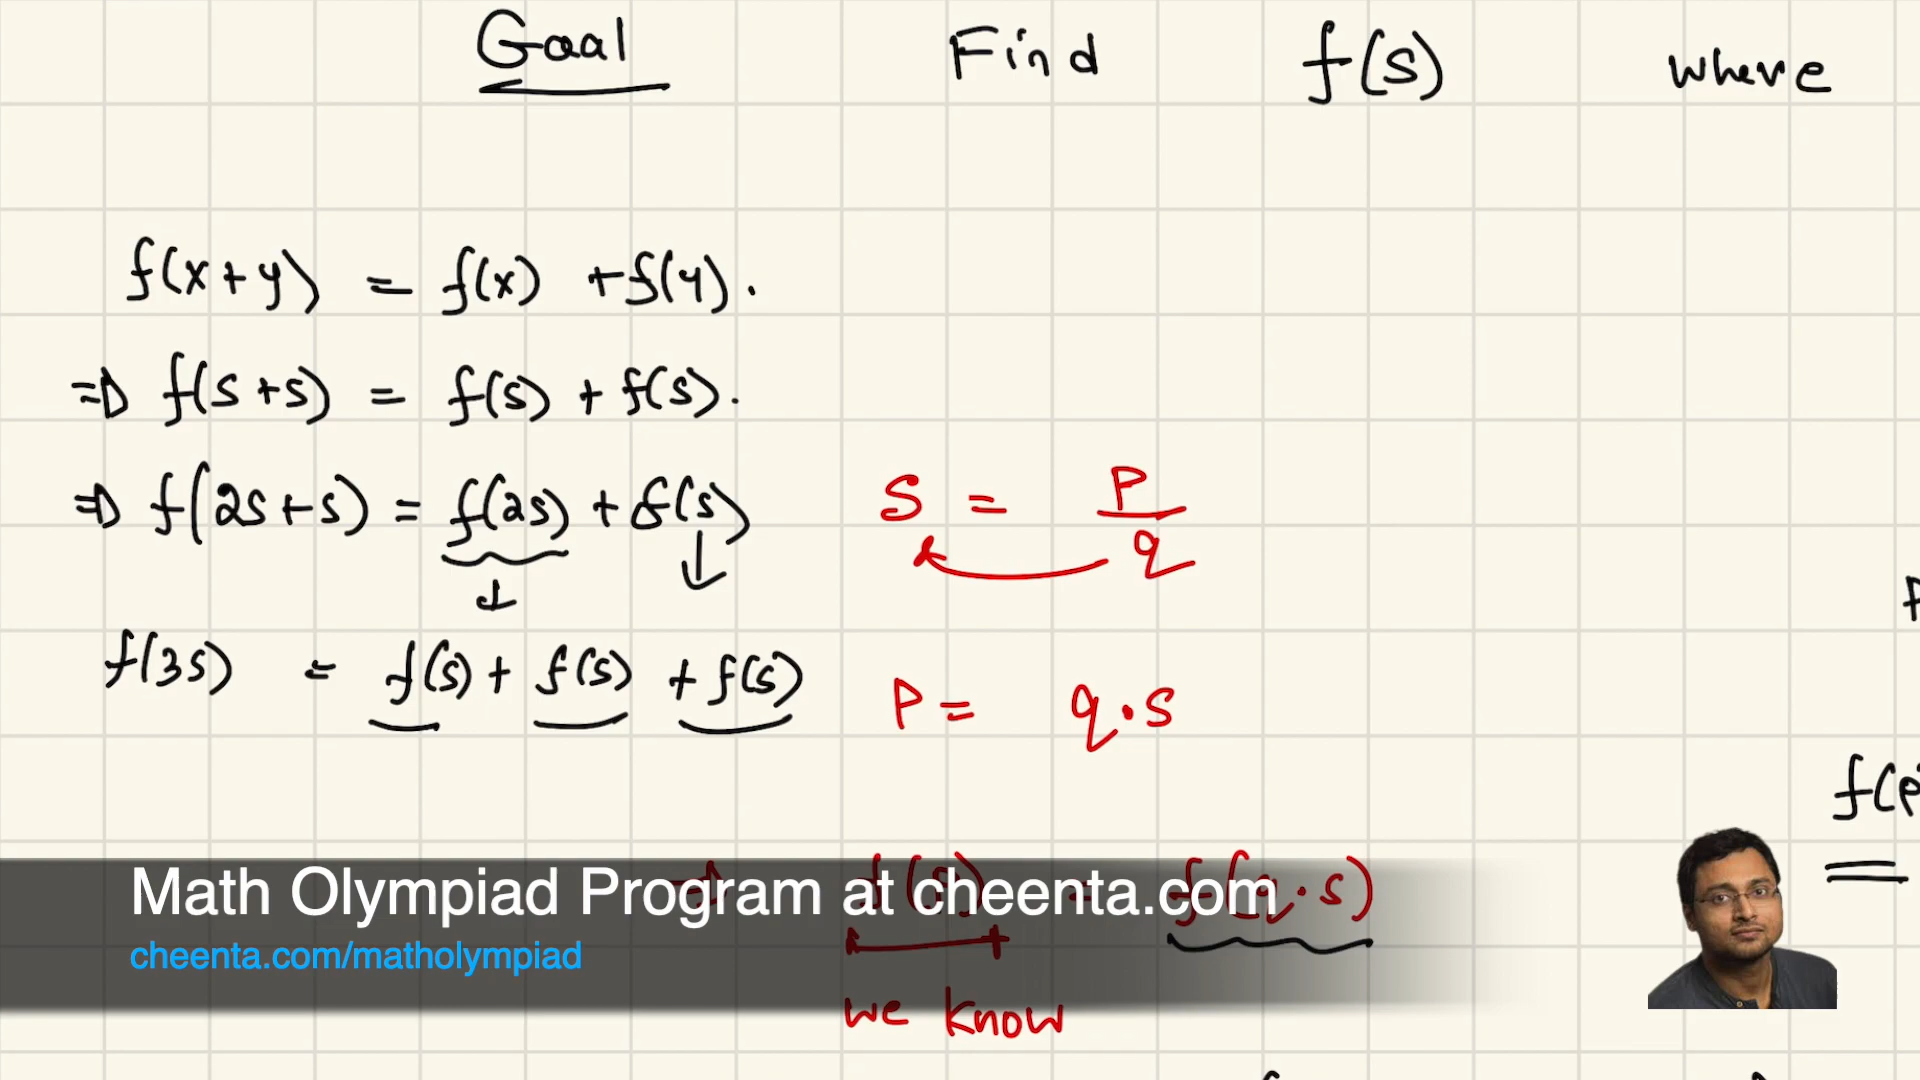 Goal Find f(s) where
f(x+y) = f(x) + f(y).
=> f(s+s) = f(s) + f(s).
=> f(2s+s) = f(2s) + f(s)
s = p/q
f(3s) = f(s) + f(s) + f(s)
p = q·s
f(p
= f(q·s)
Math Olympiad Program at cheenta.com
cheenta.com/matholympiad
we know